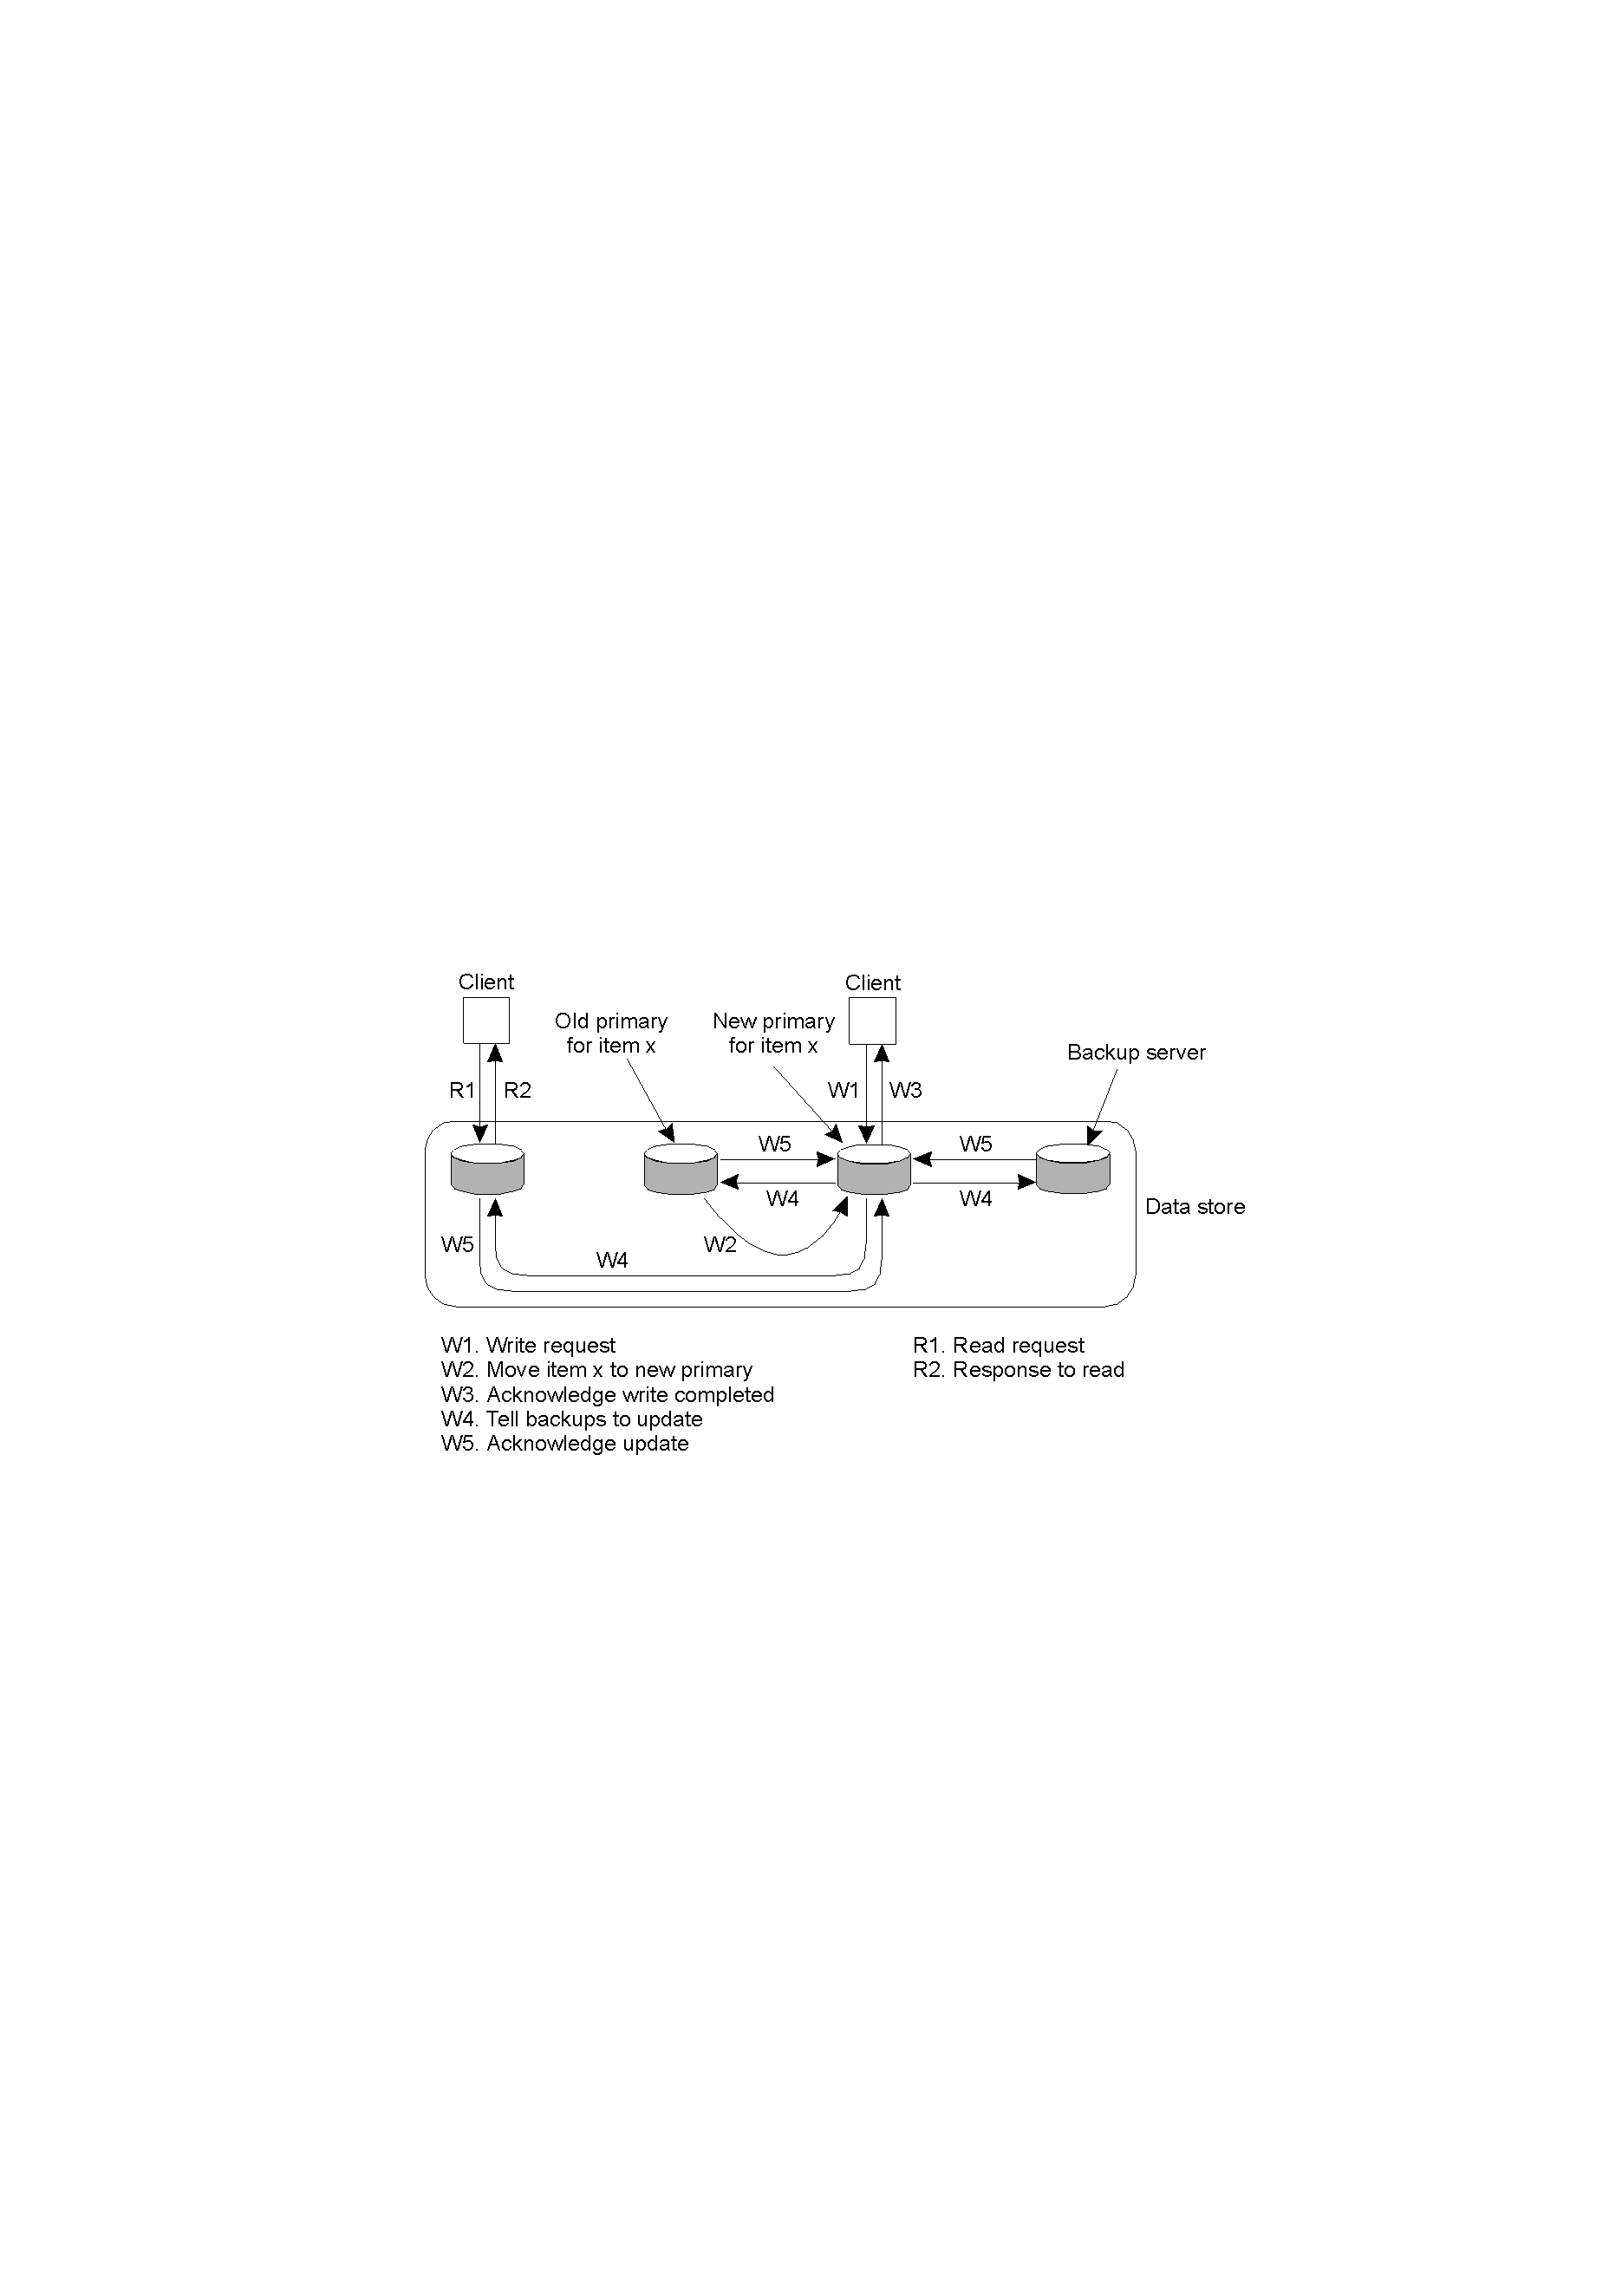 Client
Client
Old primary
for item x
New primary
for item x
Backup server
R1
R2
W1
W3
W5
W5
W4
W4
Data store
W5
W2
W4
W1. Write request
W2. Move item x to new primary
W3. Acknowledge write completed
W4. Tell backups to update
W5. Acknowledge update
R1. Read request
R2. Response to read